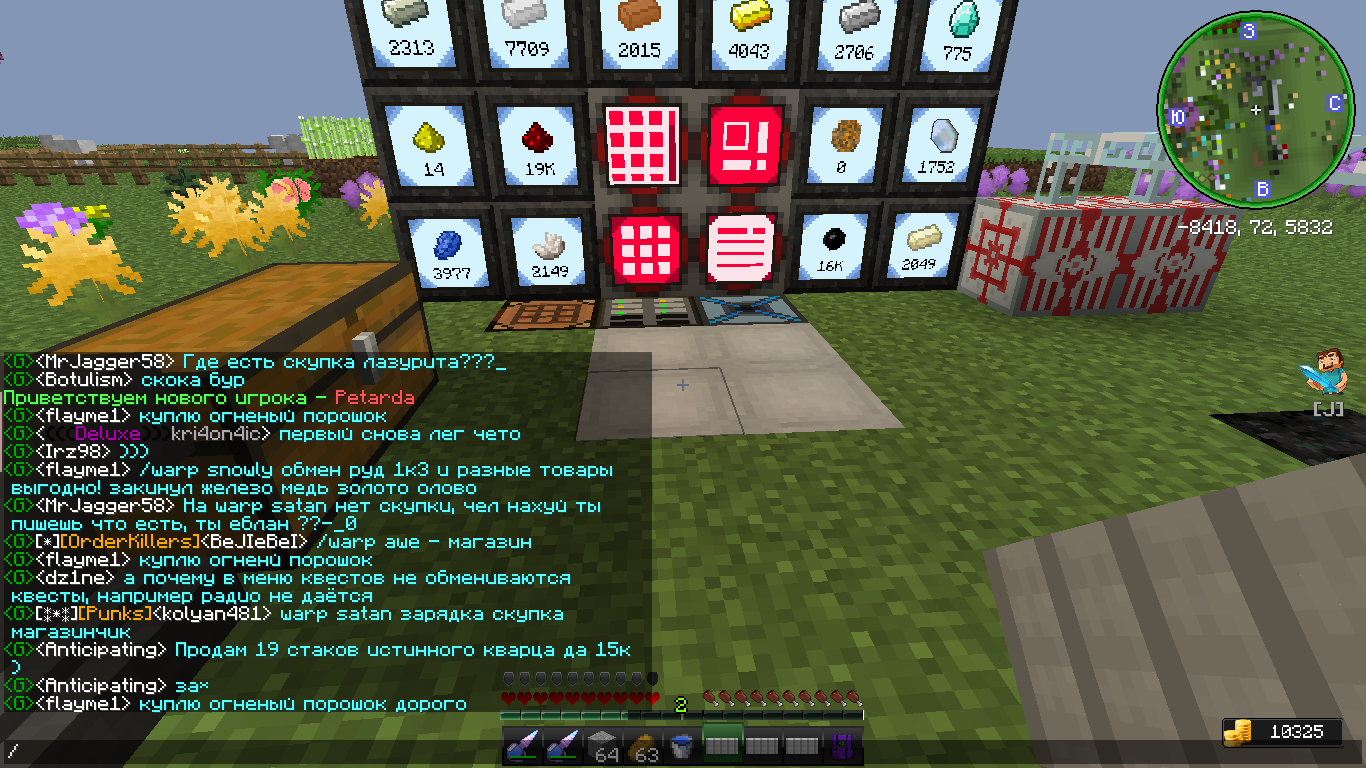 2313 7709 2015 4043 2706 775
З
С
Ю
В
14 19K 0 1752
-8418, 72, 5832
3977 2149 16K 2049
<G><MrJagger58> Где есть скупка лазурита???_
<G><Botulism> скока бур
Приветствуем нового игрока - Petarda
<G><flayme1> куплю огненый порошок
<G><(((Deluxe))) kri4on4ic> первый снова лег чето
<G><Irz98> )))
<G><flayme1> /warp snowly обмен руд 1к3 и разные товары
выгодно! закинул железо медь золото олово
<G><MrJagger58> На warp satan нет скупки, чел нахуй ты
пишешь что есть, ты еблан ??-_0
<G>[*][OrderKillers]<BeJIeBeI> /warp аше - магазин
<G><flayme1> куплю огнені порошок
<G><dz1ne> а почему в меню квестов не обмениваются
квесты, например радио не даётся
<G>[⁑*⁑][Punks]<kolyan481> warp satan зарядка скупка
магазинчик
<G><Anticipating> Продам 19 стаков истинного кварца да 15к
)
<G><Anticipating> за*
<G><flayme1> куплю огненый порошок дорого
[J]
2
64 63
10325
/